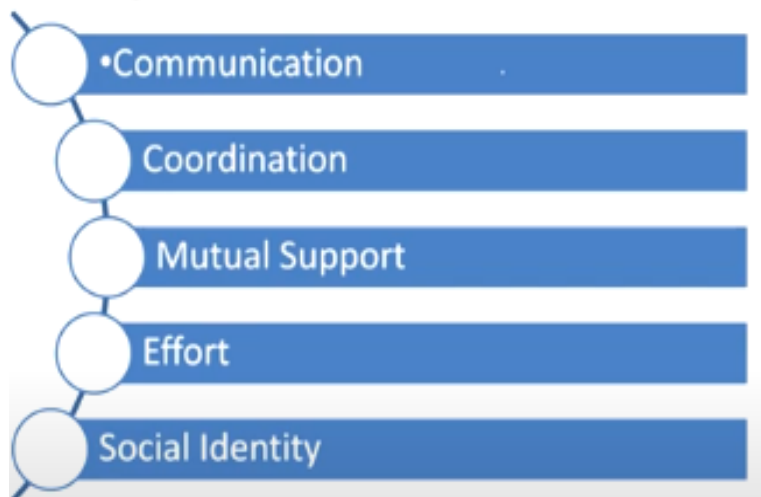 •Communication
Coordination
Mutual Support
Effort
Social Identity